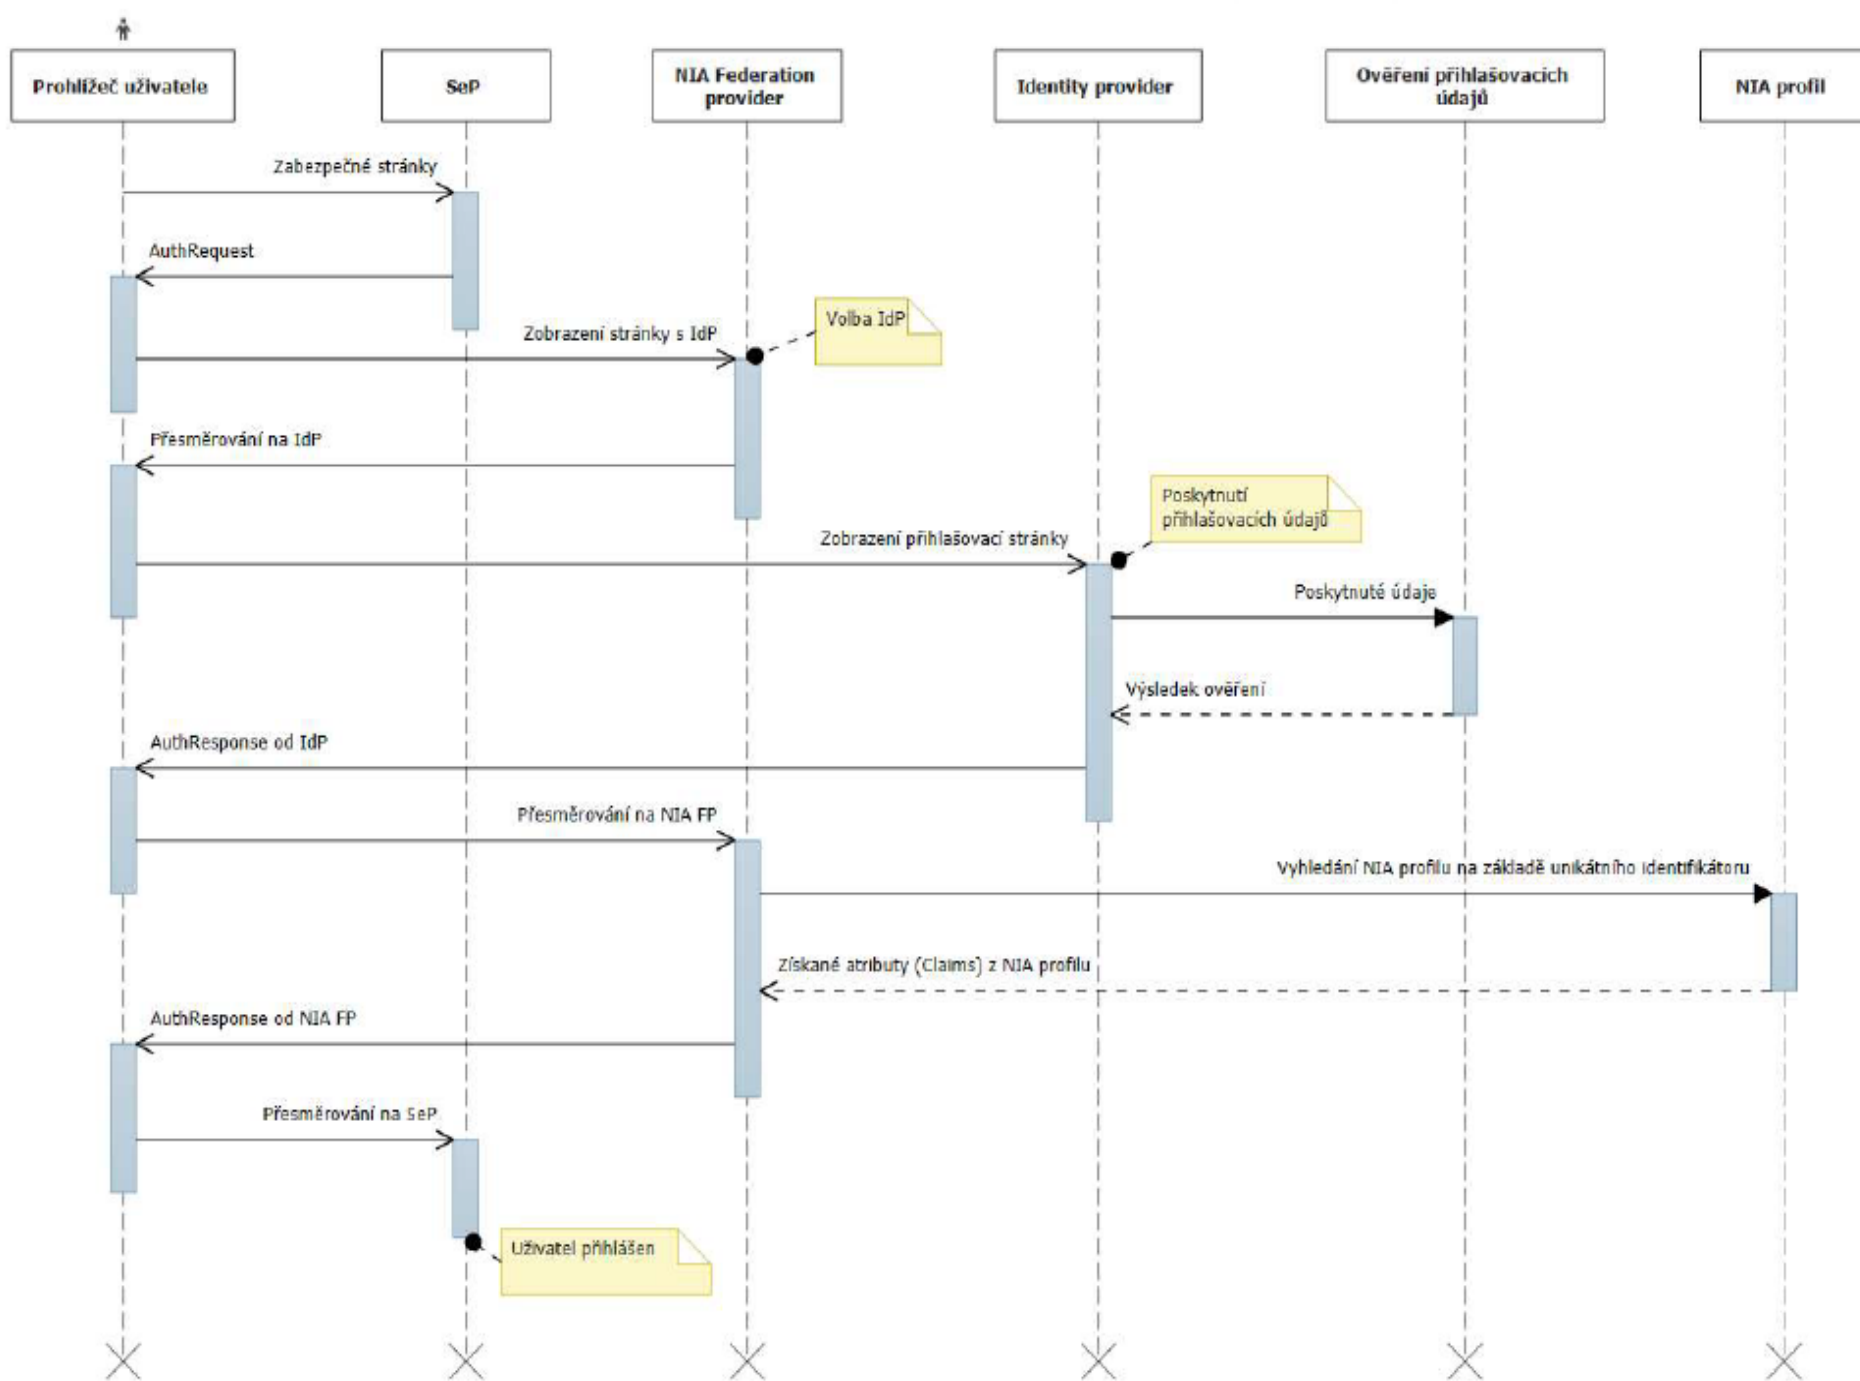 Prohlížeč uživatele
SeP
NIA Federation
provider
Identity provider
Ověření přihlašovacích
údajů
NIA profil
Zabezpečné stránky
AuthRequest
Volba IdP
Zobrazení stránky s IdP
Přesměrování na IdP
Poskytnutí
přihlašovacích údajů
Zobrazení přihlašovací stránky
Poskytnuté údaje
Výsledek ověření
AuthResponse od IdP
Přesměrování na NIA FP
Vyhledání NIA profilu na základě unikátního identifikátoru
Získané atributy (Claims) z NIA profilu
AuthResponse od NIA FP
Přesměrování na SeP
Uživatel přihlášen